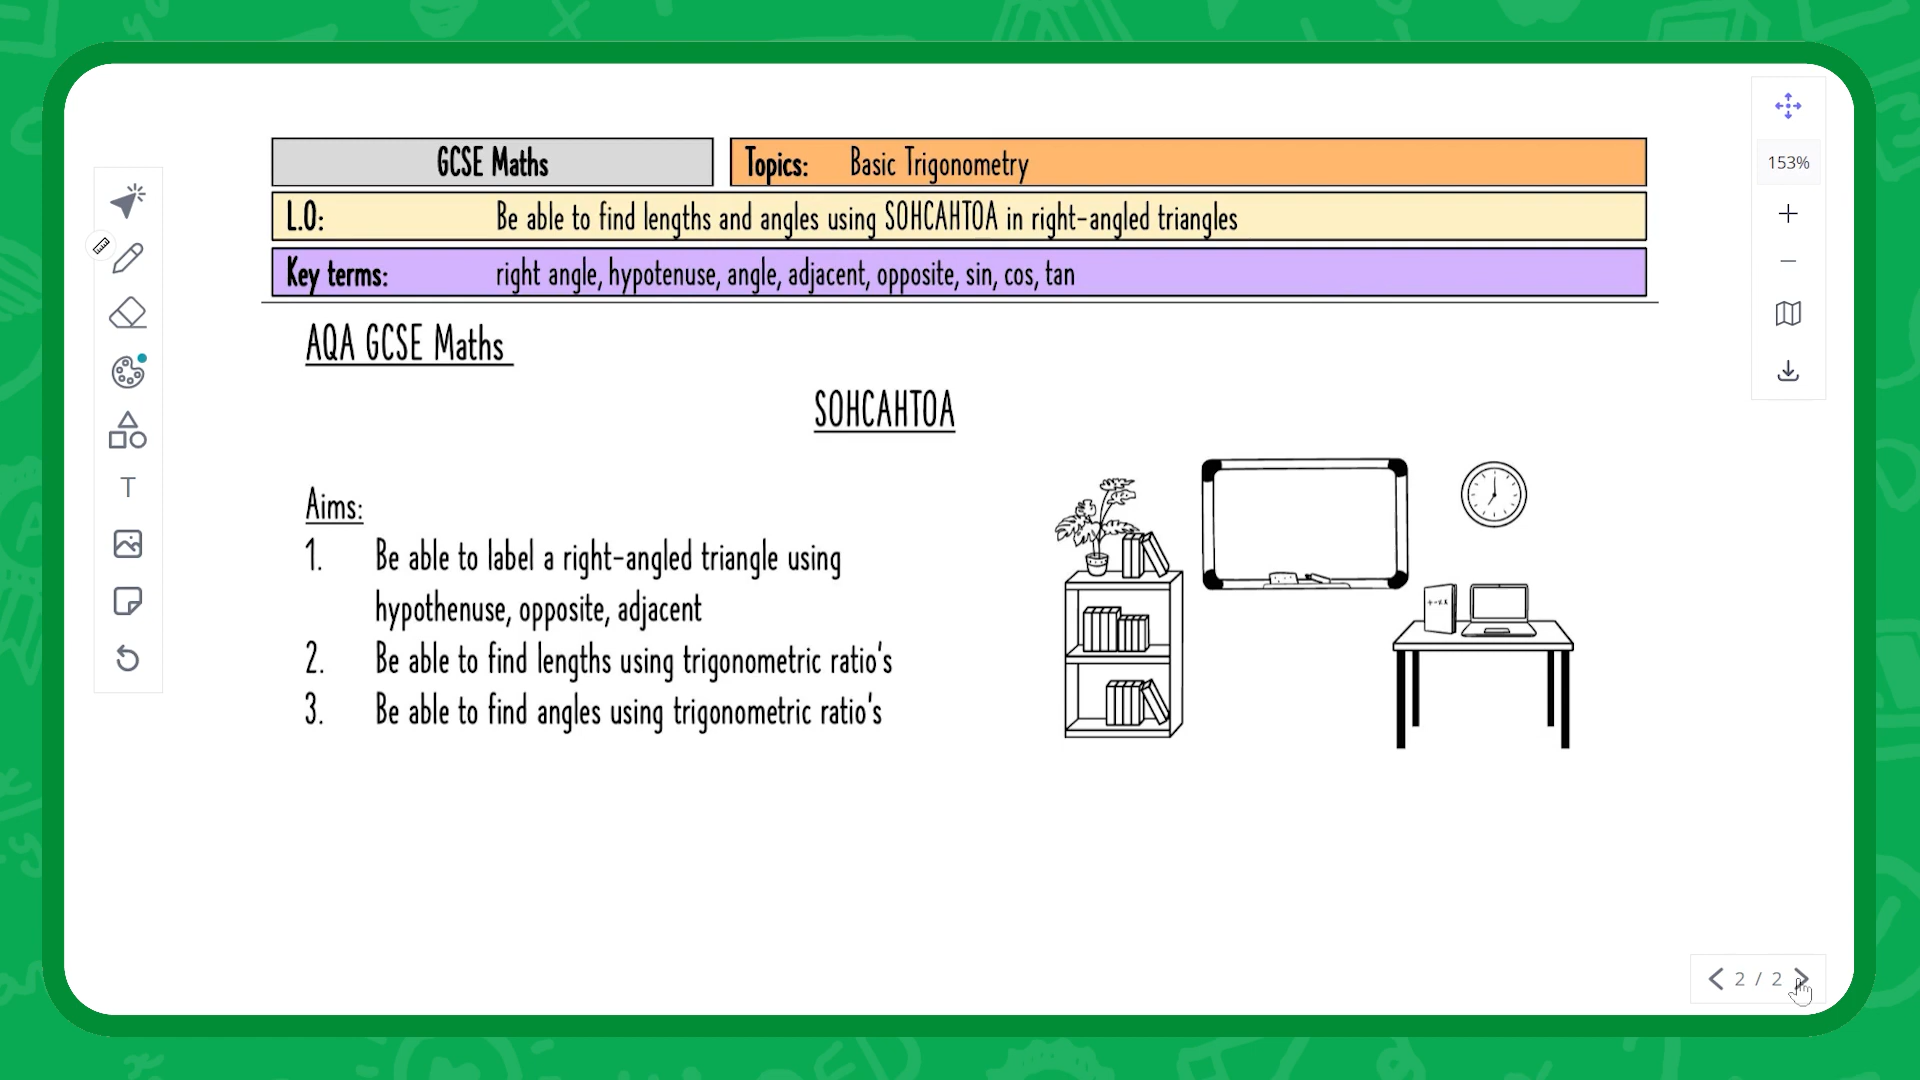 GCSE Maths
Topics: Basic Trigonometry
L.O: Be able to find lengths and angles using SOHCAHTOA in right-angled triangles
Key terms: right angle, hypotenuse, angle, adjacent, opposite, sin, cos, tan
AQA GCSE Maths
SOHCAHTOA
Aims:
1. Be able to label a right-angled triangle using
hypothenuse, opposite, adjacent
2. Be able to find lengths using trigonometric ratio's
3. Be able to find angles using trigonometric ratio's
153%
T
2 / 2